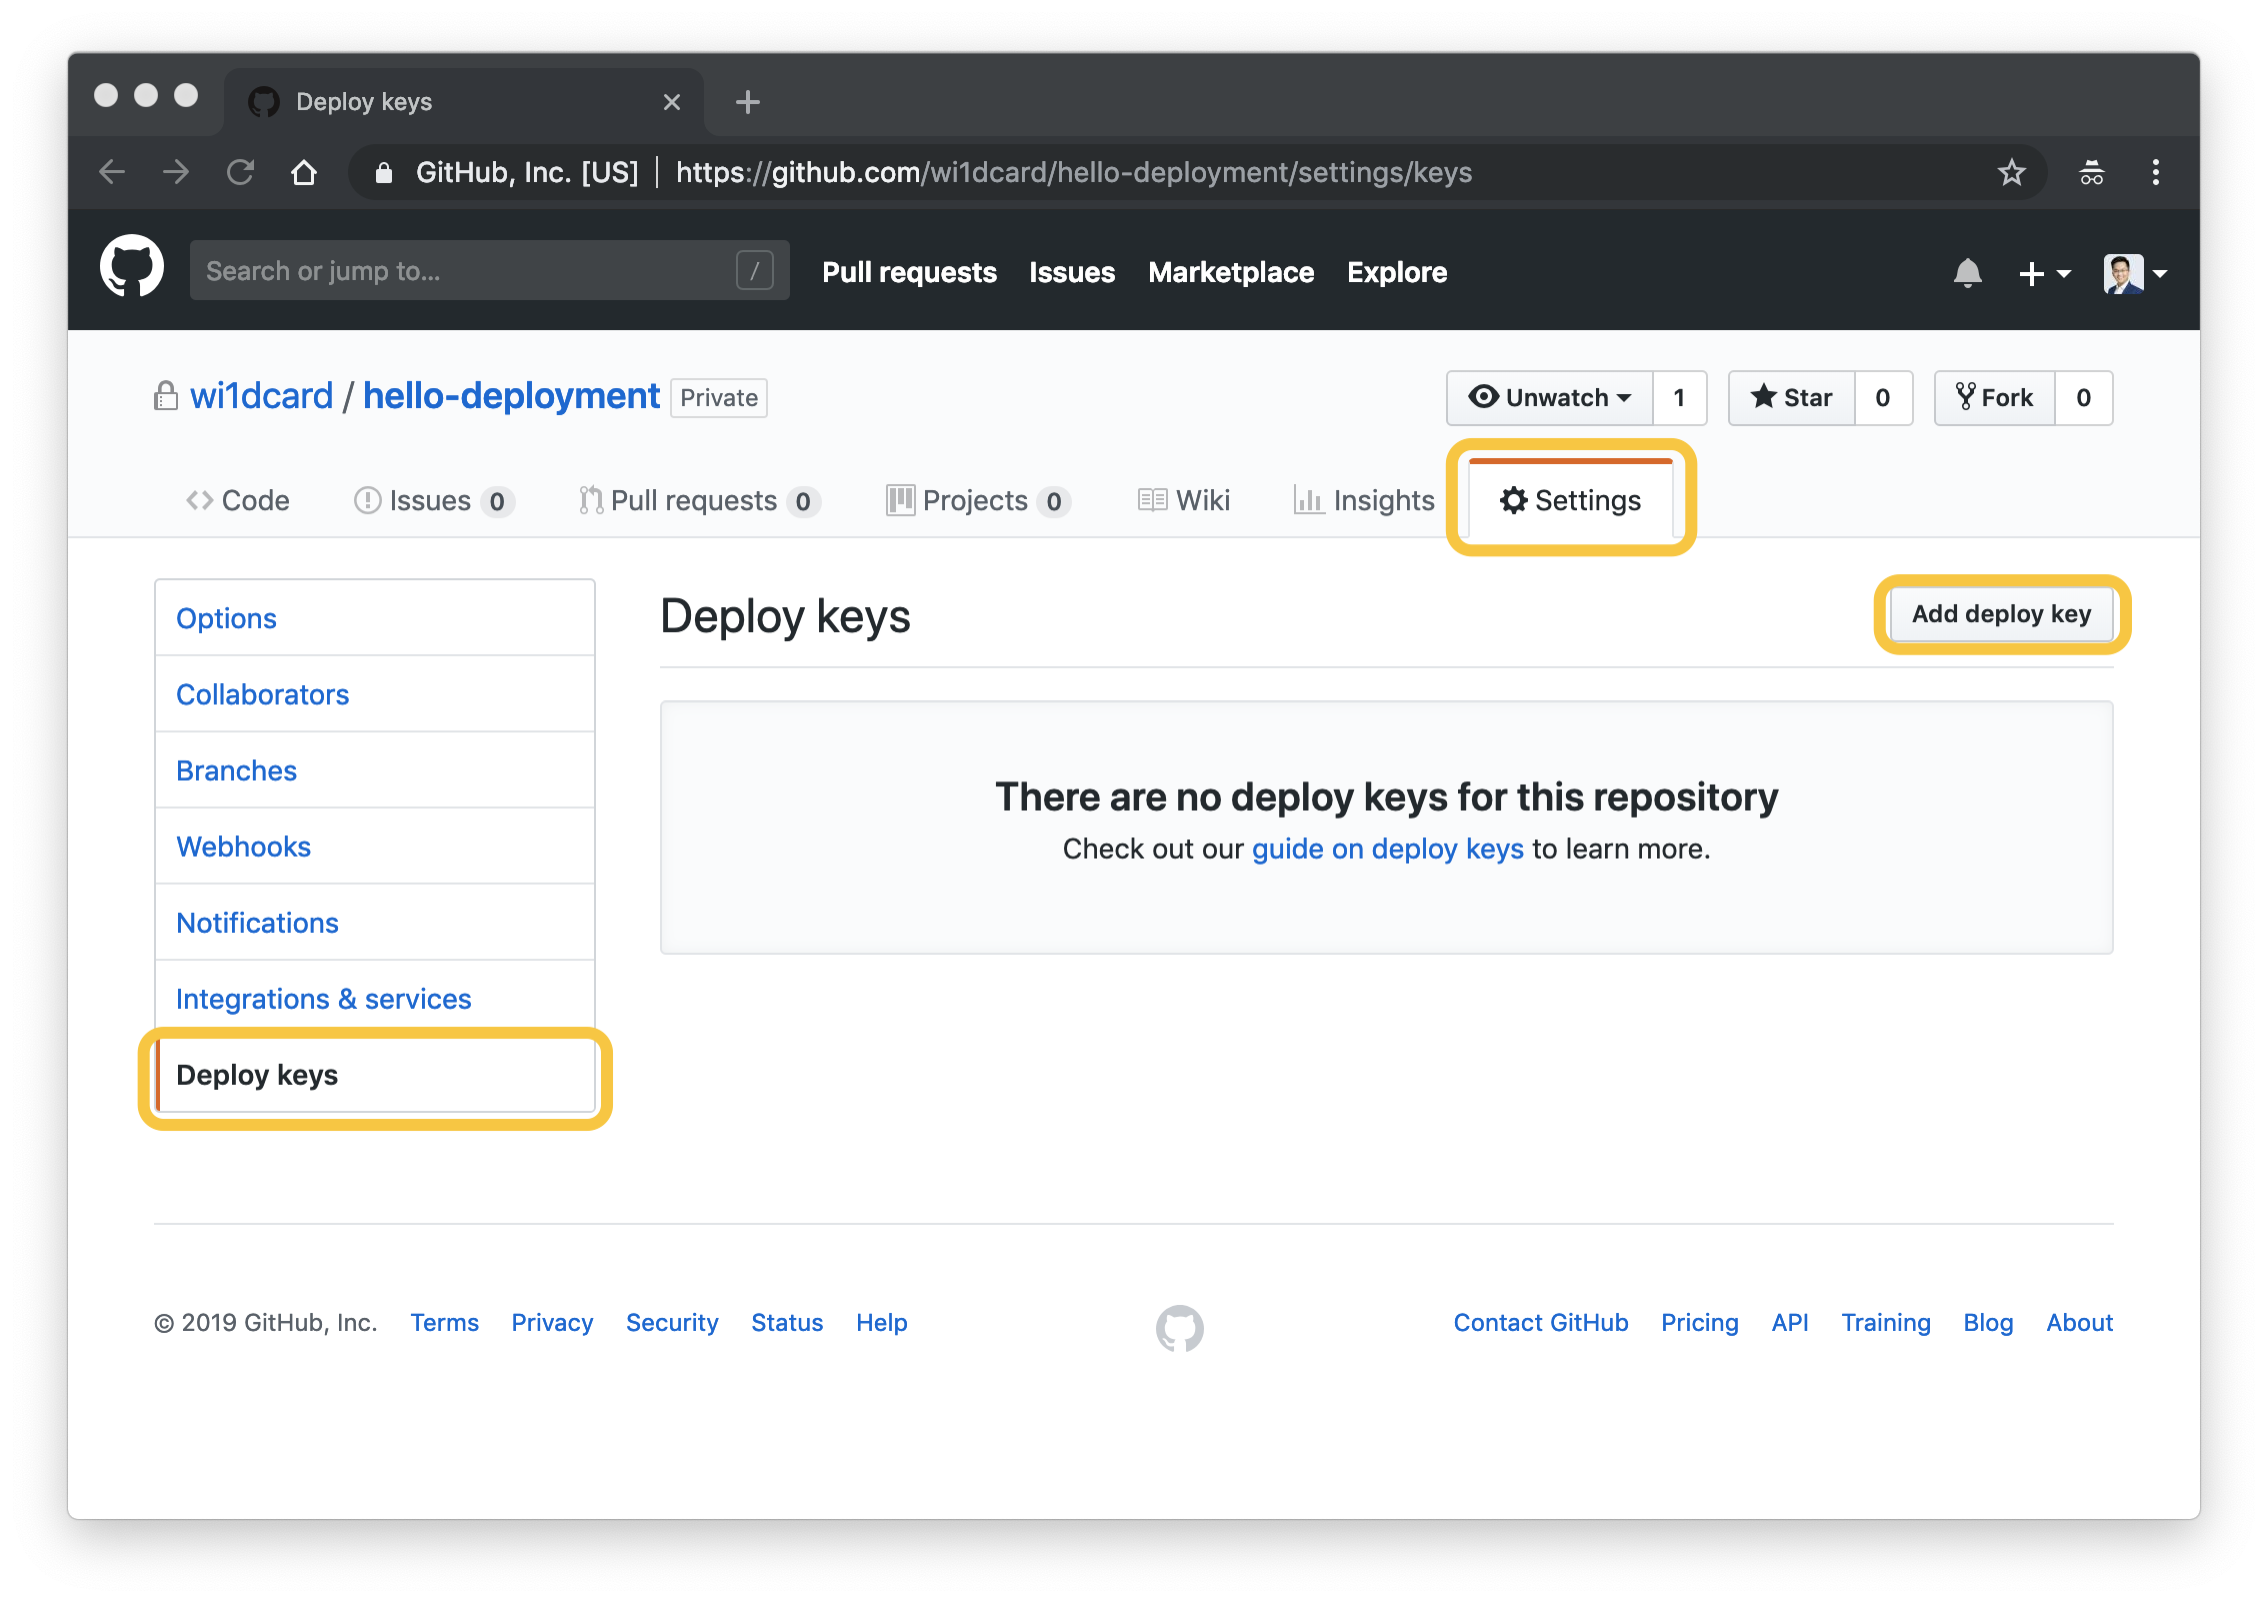 Deploy keys
GitHub, Inc. [US] | https://github.com/wi1dcard/hello-deployment/settings/keys
Search or jump to... / Pull requests Issues Marketplace Explore
wi1dcard / hello-deployment Private Unwatch 1 Star 0 Fork 0
Code Issues 0 Pull requests 0 Projects 0 Wiki Insights Settings
Options
Collaborators
Branches
Webhooks
Notifications
Integrations & services
Deploy keys
Deploy keys Add deploy key
There are no deploy keys for this repository
Check out our guide on deploy keys to learn more.
© 2019 GitHub, Inc. Terms Privacy Security Status Help Contact GitHub Pricing API Training Blog About